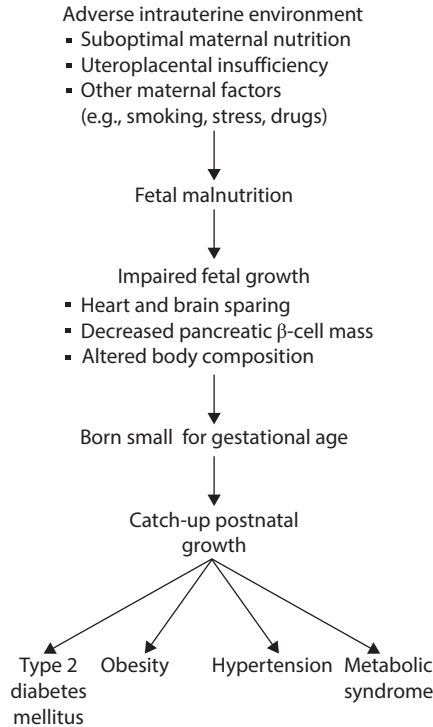 Adverse intrauterine environment
▪ Suboptimal maternal nutrition
▪ Uteroplacental insufficiency
▪ Other maternal factors
(e.g., smoking, stress, drugs)
Fetal malnutrition
Impaired fetal growth
▪ Heart and brain sparing
▪ Decreased pancreatic β-cell mass
▪ Altered body composition
Born small for gestational age
Catch-up postnatal
growth
Type 2
diabetes
mellitus
Obesity
Hypertension
Metabolic
syndrome